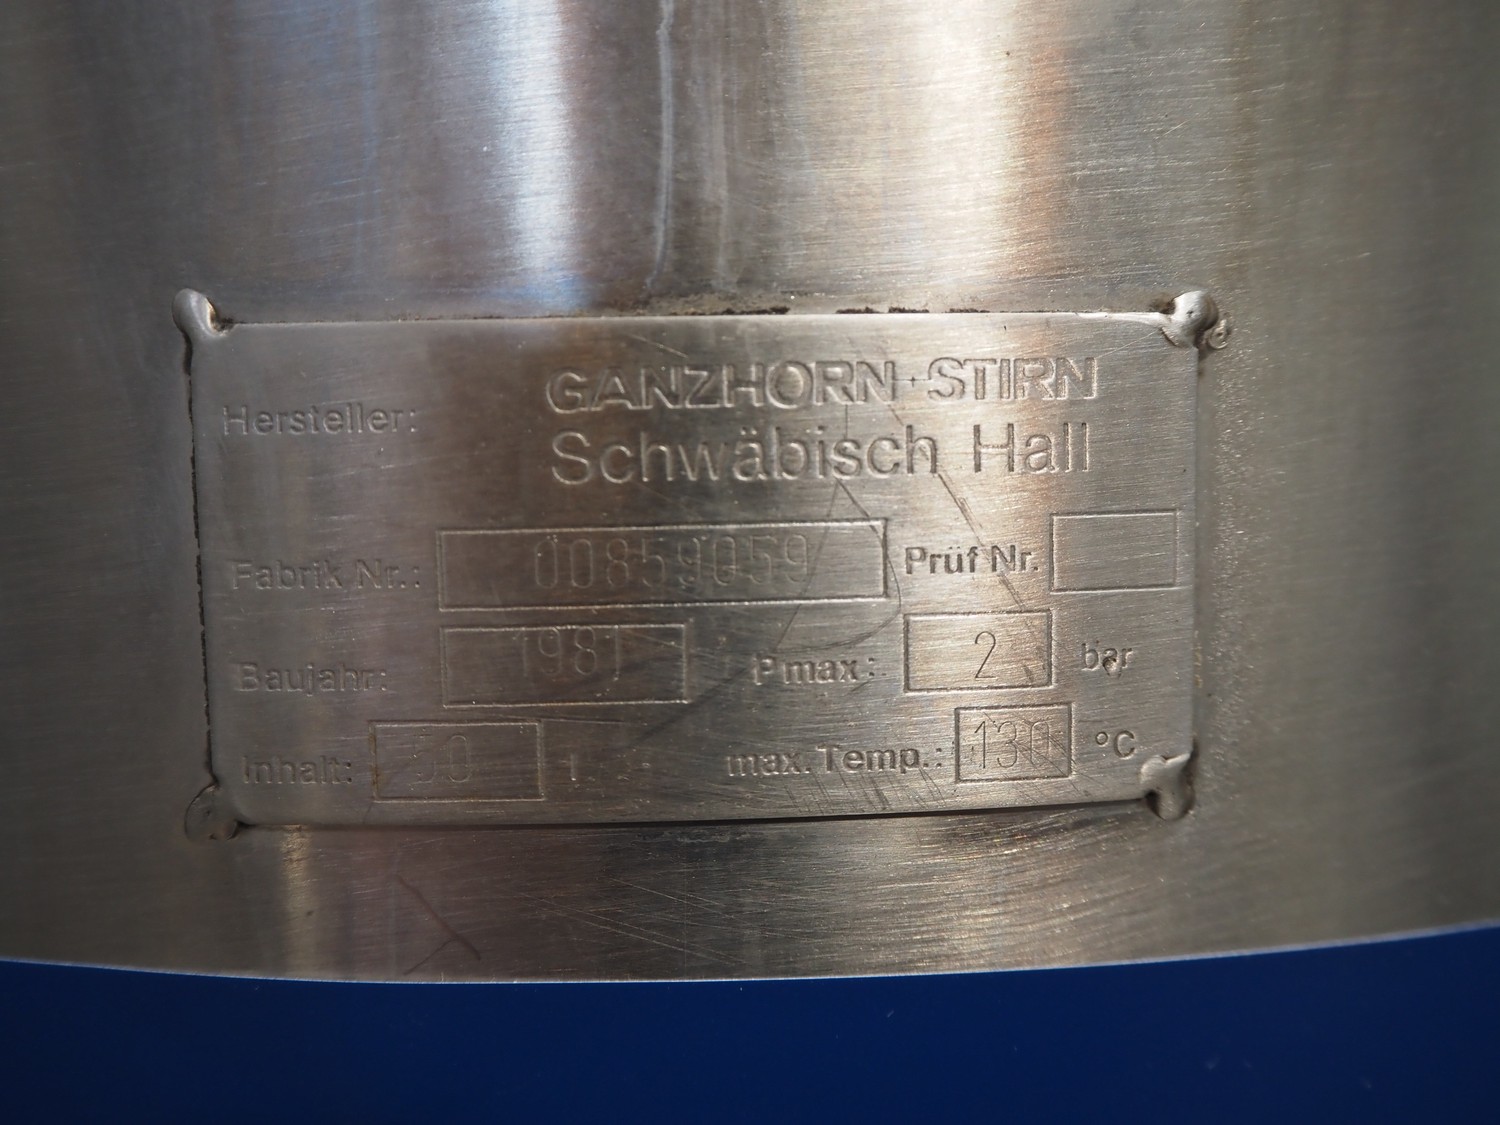 Hersteller: GANZHORN + STIRN
Schwäbisch Hall
Fabrik Nr.: 00859059 Prüf Nr.
Baujahr: 1981 Pmax: 2 bar
Inhalt: 50 l max. Temp.: 130 °C